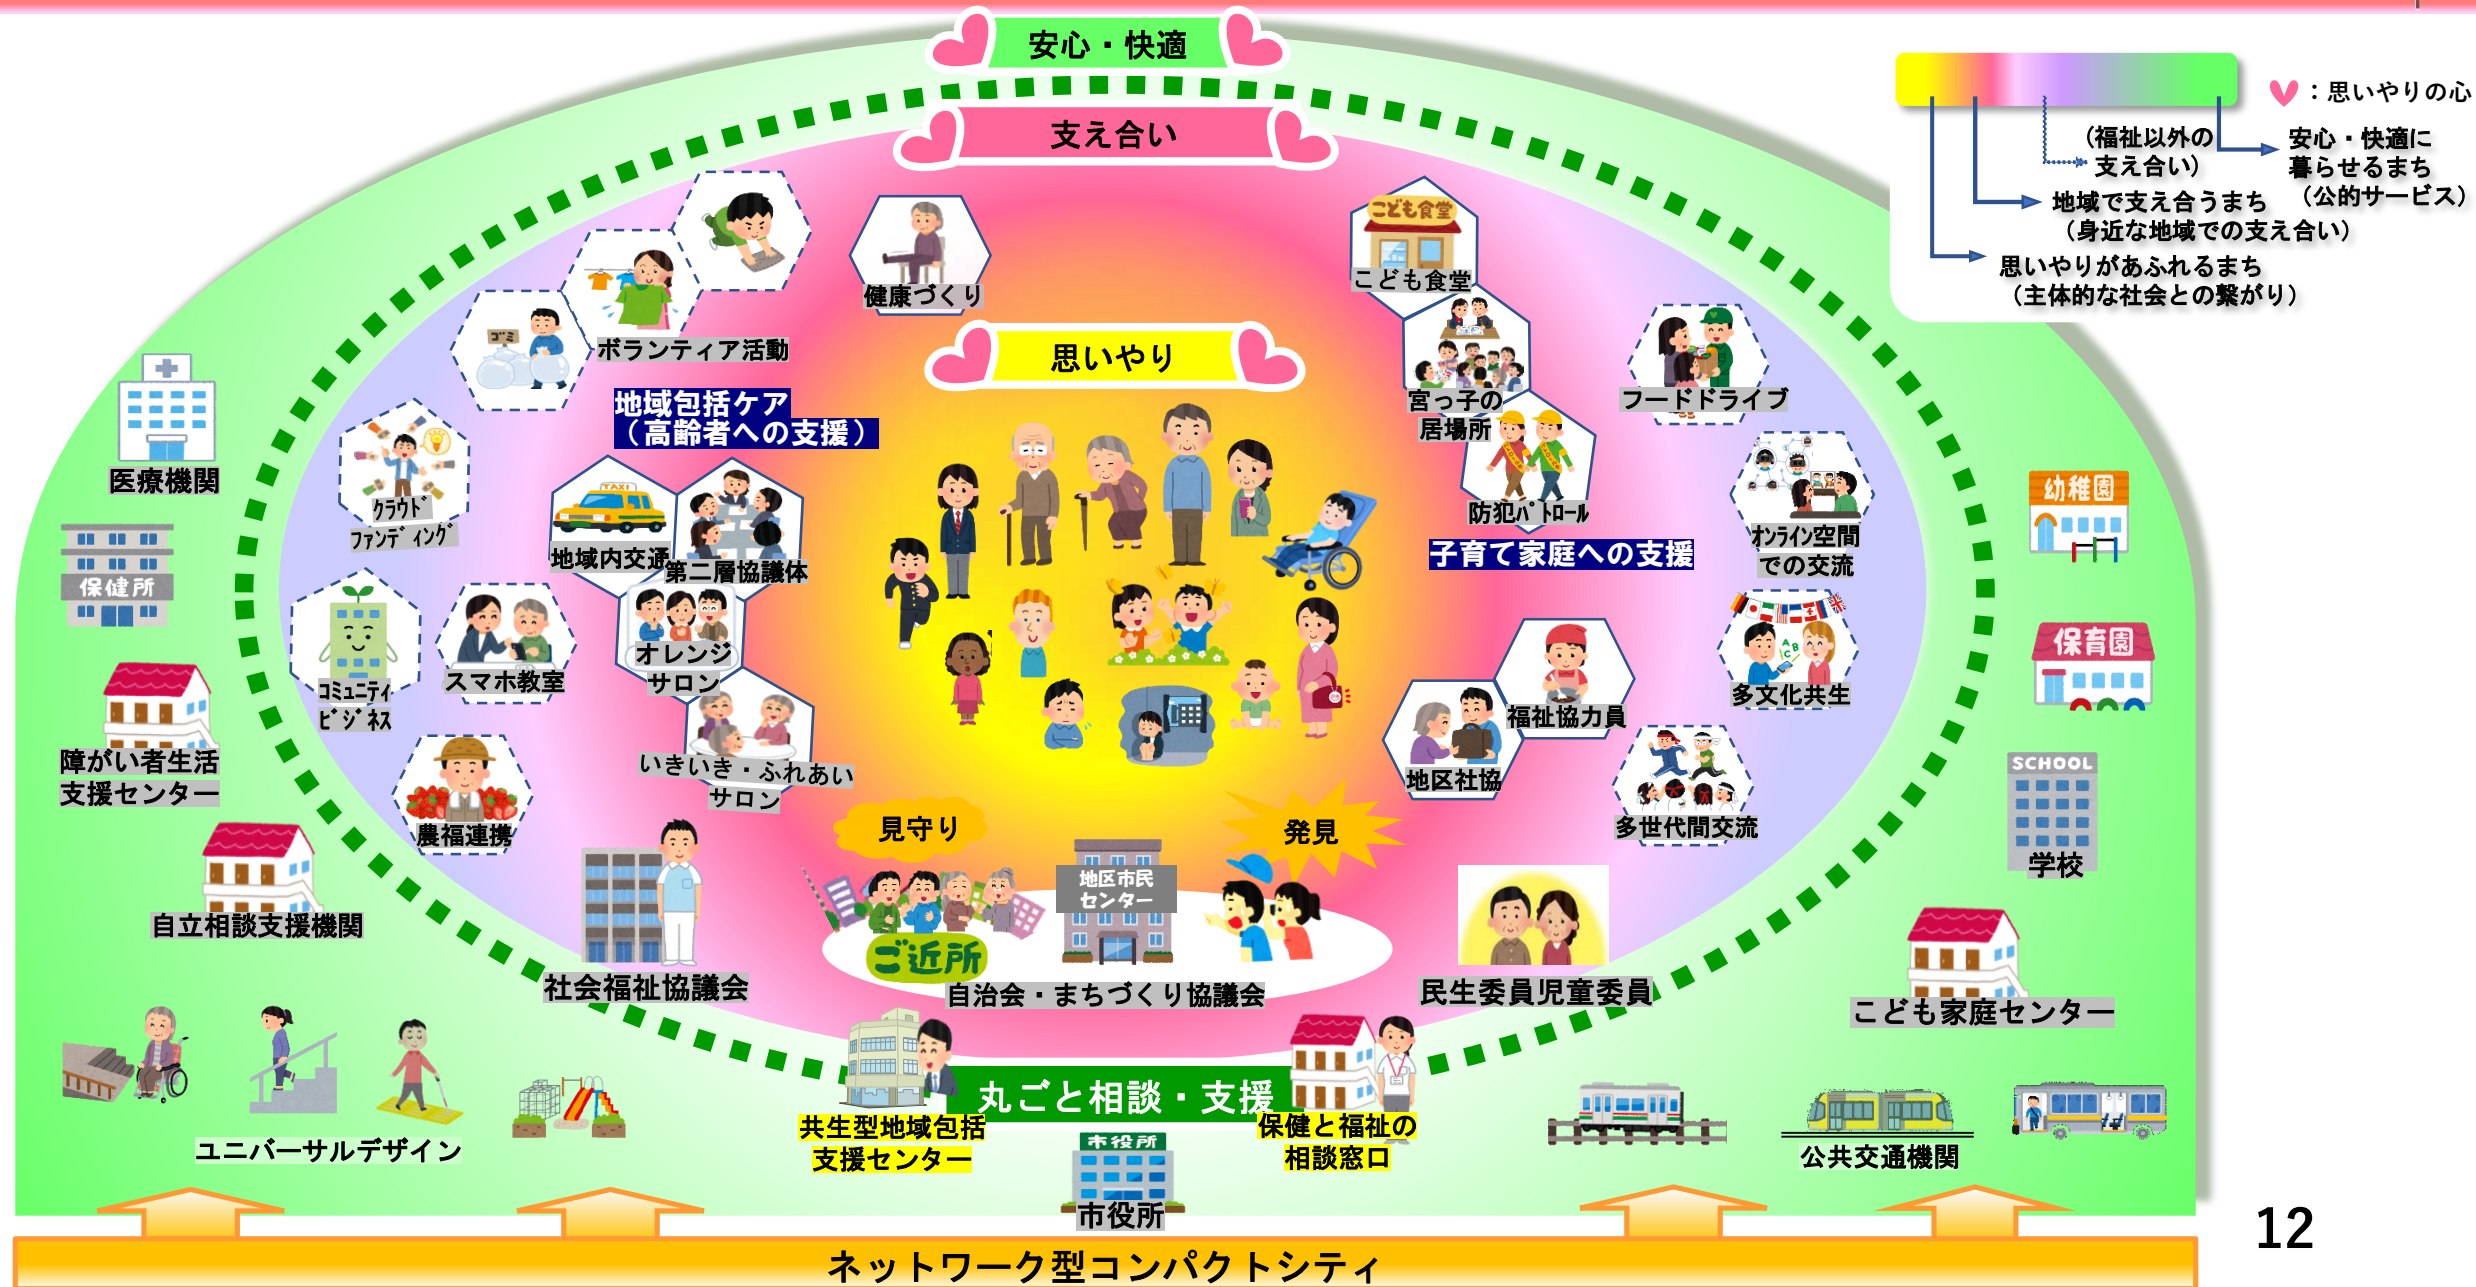 安心・快適
支え合い
思いやり
：思いやりの心
（福祉以外の
支え合い）
安心・快適に
暮らせるまち
（公的サービス）
地域で支え合うまち
（身近な地域での支え合い）
思いやりがあふれるまち
（主体的な社会との繋がり）
健康づくり
ゴミ
ボランティア活動
地域包括ケア
（高齢者への支援）
クラウド
ファンディング
TAXI
地域内交通
第二層協議体
オレンジ
サロン
いきいき・ふれあい
サロン
コミュニティ
ビジネス
スマホ教室
農福連携
こども食堂
こども食堂
宮っ子の
居場所
防犯パトロール
子育て家庭への支援
フードドライブ
オンライン空間
での交流
A
B
C
多文化共生
福祉協力員
地区社協
多世代間交流
医療機関
保健所
障がい者生活
支援センター
自立相談支援機関
幼稚園
保育園
SCHOOL
学校
こども家庭センター
見守り
発見
ご近所
地区市民
センター
自治会・まちづくり協議会
社会福祉協議会
民生委員児童委員
丸ごと相談・支援
共生型地域包括
支援センター
保健と福祉の
相談窓口
市役所
市役所
ユニバーサルデザイン
公共交通機関
ネットワーク型コンパクトシティ
12